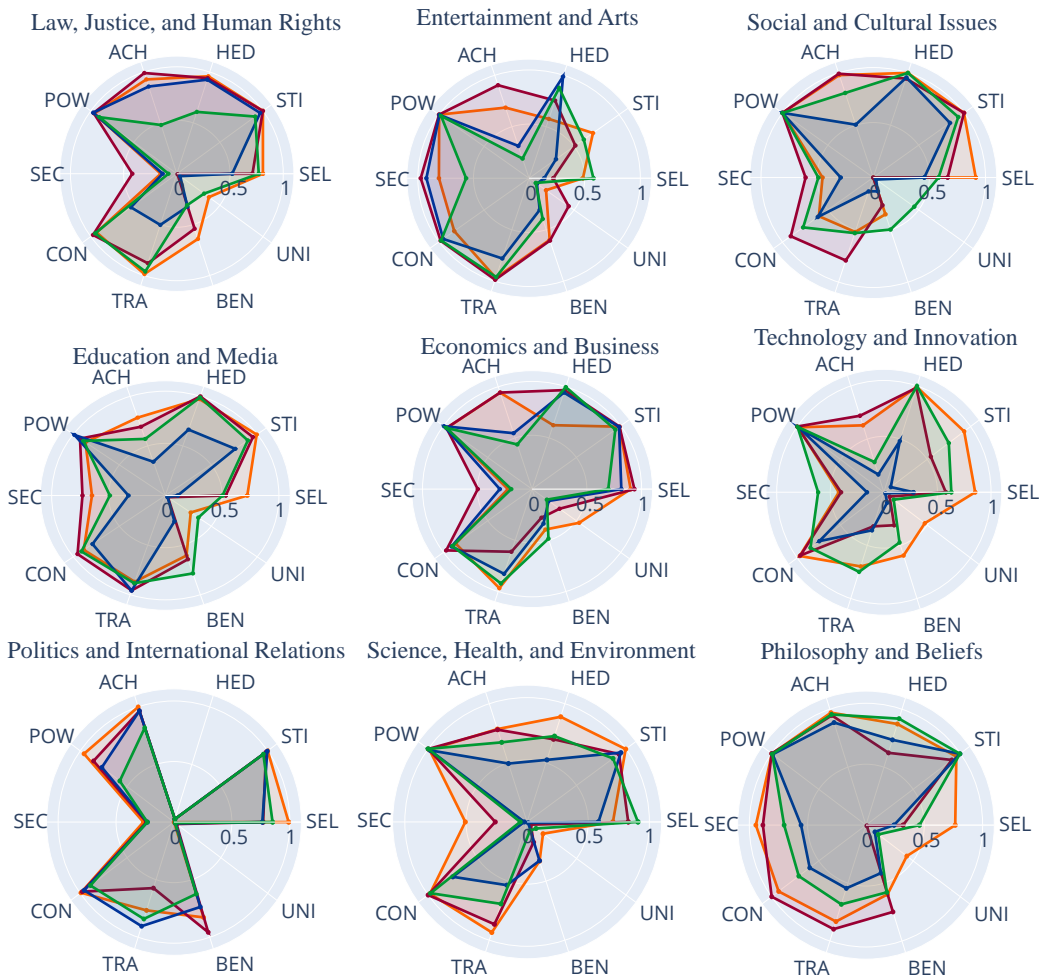 Law, Justice, and Human Rights
ACH HED
POW STI
SEC 0 0.5 1 SEL
CON UNI
TRA BEN
Entertainment and Arts
ACH HED
POW STI
SEC 0 0.5 1 SEL
CON UNI
TRA BEN
Social and Cultural Issues
ACH HED
POW STI
SEC 0 0.5 1 SEL
CON UNI
TRA BEN
Education and Media
ACH HED
POW STI
SEC 0 0.5 1 SEL
CON UNI
TRA BEN
Economics and Business
ACH HED
POW STI
SEC 0 0.5 1 SEL
CON UNI
TRA BEN
Technology and Innovation
ACH HED
POW STI
SEC 0 0.5 1 SEL
CON UNI
TRA BEN
Politics and International Relations
ACH HED
POW STI
SEC 0 0.5 1 SEL
CON UNI
TRA BEN
Science, Health, and Environment
ACH HED
POW STI
SEC 0 0.5 1 SEL
CON UNI
TRA BEN
Philosophy and Beliefs
ACH HED
POW STI
SEC 0 0.5 1 SEL
CON UNI
TRA BEN